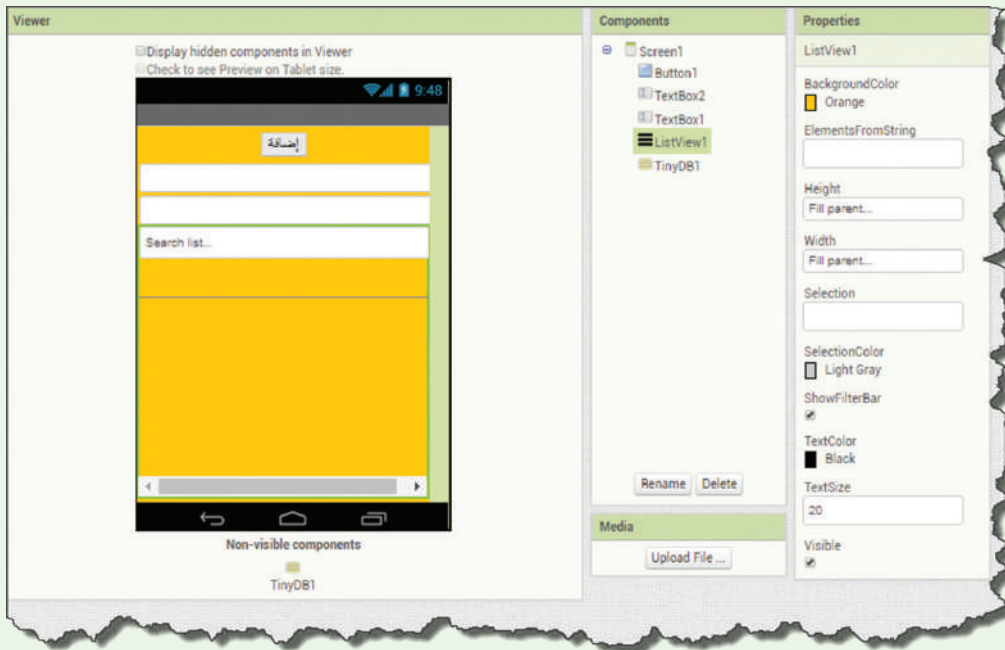 Viewer
Display hidden components in Viewer
Check to see Preview on Tablet size.
9:48
إضافة
Search list...
Non-visible components
TinyDB1
Components
Screen1
Button1
TextBox2
TextBox1
ListView1
TinyDB1
Rename Delete
Media
Upload File ...
Properties
ListView1
BackgroundColor
Orange
ElementsFromString
Height
Fill parent...
Width
Fill parent...
Selection
SelectionColor
Light Gray
ShowFilterBar
TextColor
Black
TextSize
20
Visible